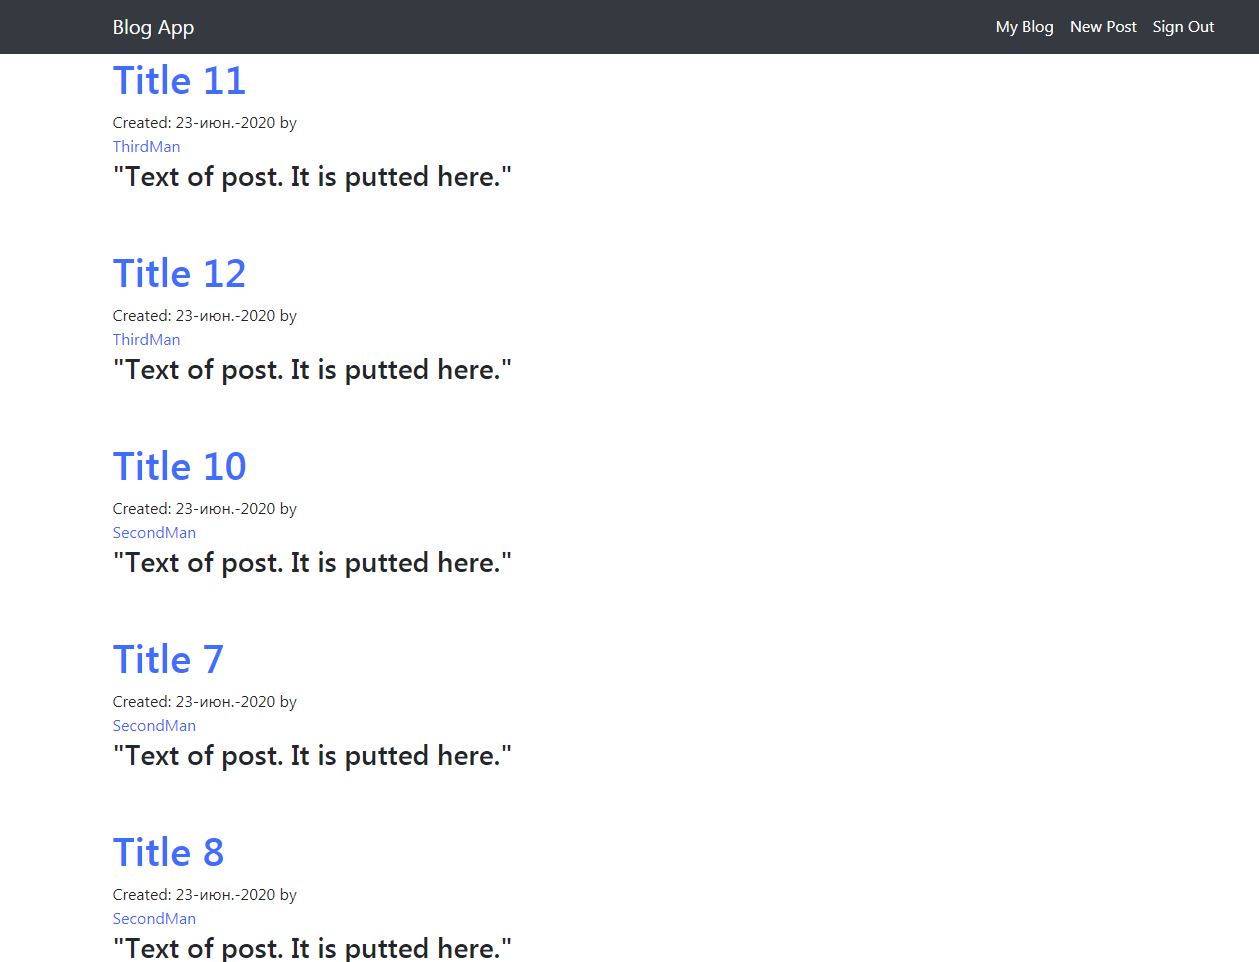 Blog App My Blog New Post Sign Out
Title 11
Created: 23-июн.-2020 by
ThirdMan
"Text of post. It is putted here."
Title 12
Created: 23-июн.-2020 by
ThirdMan
"Text of post. It is putted here."
Title 10
Created: 23-июн.-2020 by
SecondMan
"Text of post. It is putted here."
Title 7
Created: 23-июн.-2020 by
SecondMan
"Text of post. It is putted here."
Title 8
Created: 23-июн.-2020 by
SecondMan
"Text of post. It is putted here."